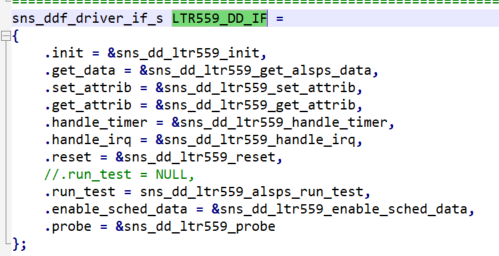 sns_ddf_driver_if_s LTR559_DD_IF =
{
.init = &sns_dd_ltr559_init,
.get_data = &sns_dd_ltr559_get_alsps_data,
.set_attrib = &sns_dd_ltr559_set_attrib,
.get_attrib = &sns_dd_ltr559_get_attrib,
.handle_timer = &sns_dd_ltr559_handle_timer,
.handle_irq = &sns_dd_ltr559_handle_irq,
.reset = &sns_dd_ltr559_reset,
//.run_test = NULL,
.run_test = sns_dd_ltr559_alsps_run_test,
.enable_sched_data = &sns_dd_ltr559_enable_sched_data,
.probe = &sns_dd_ltr559_probe
};